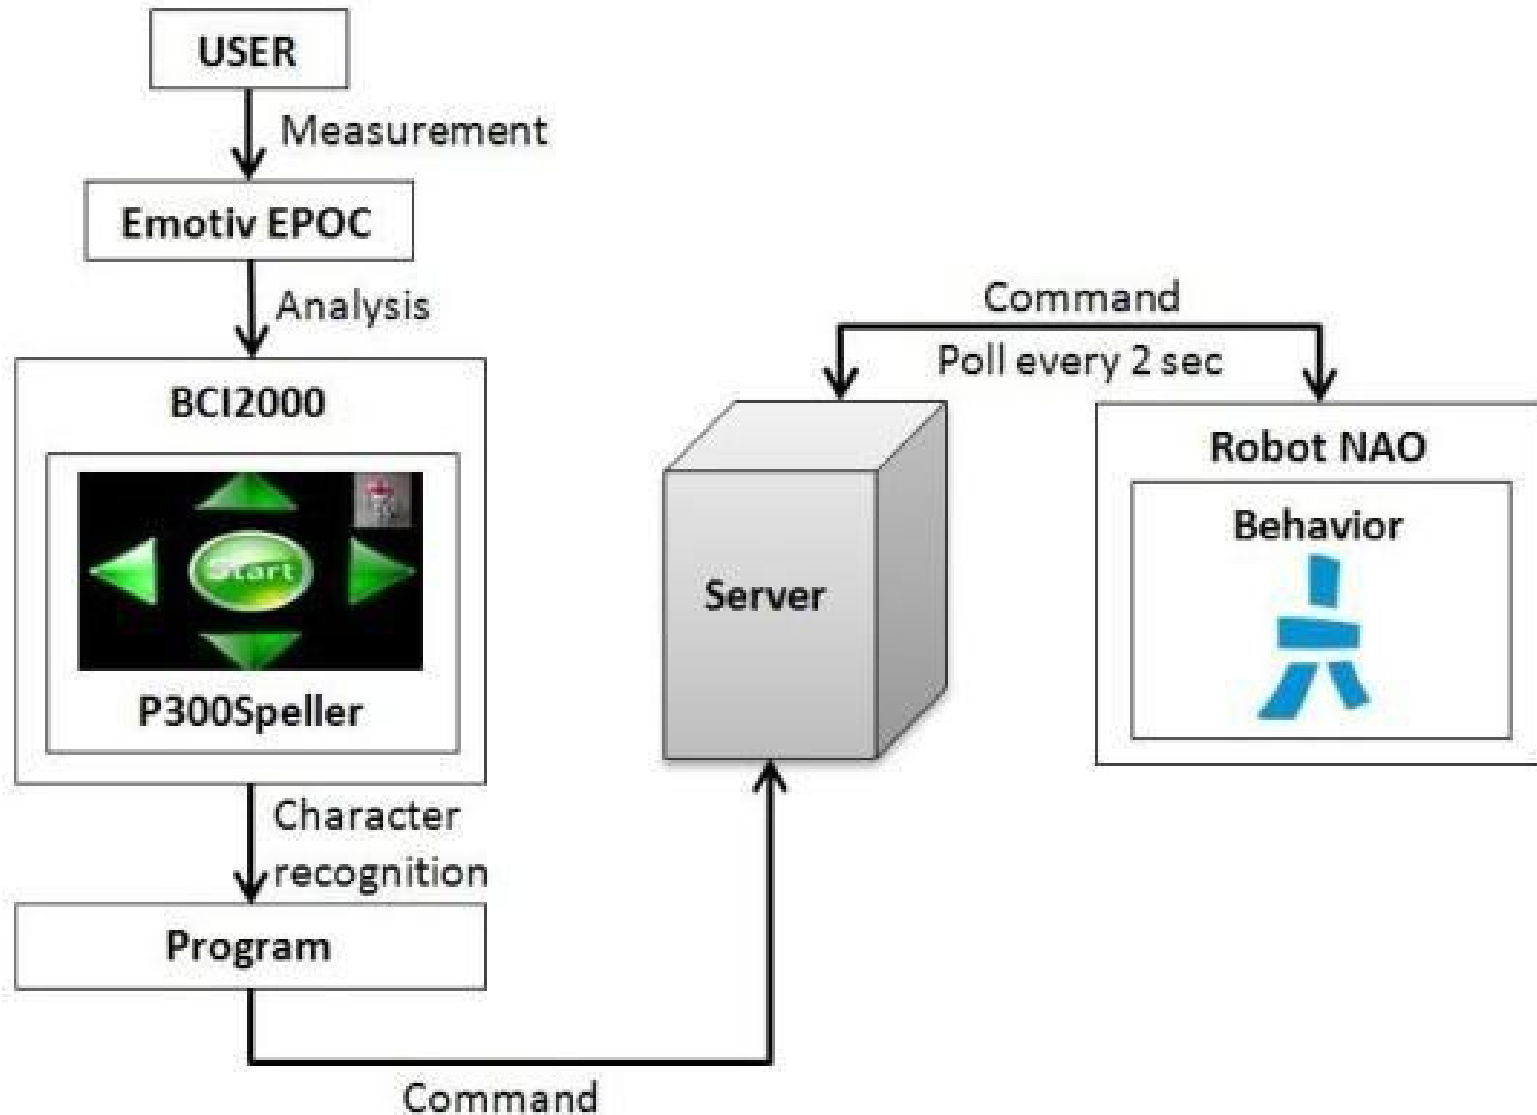 USER
Measurement
Emotiv EPOC
Analysis
BCI2000
Start
P300Speller
Character
recognition
Program
Command
Server
Command
Poll every 2 sec
Robot NAO
Behavior